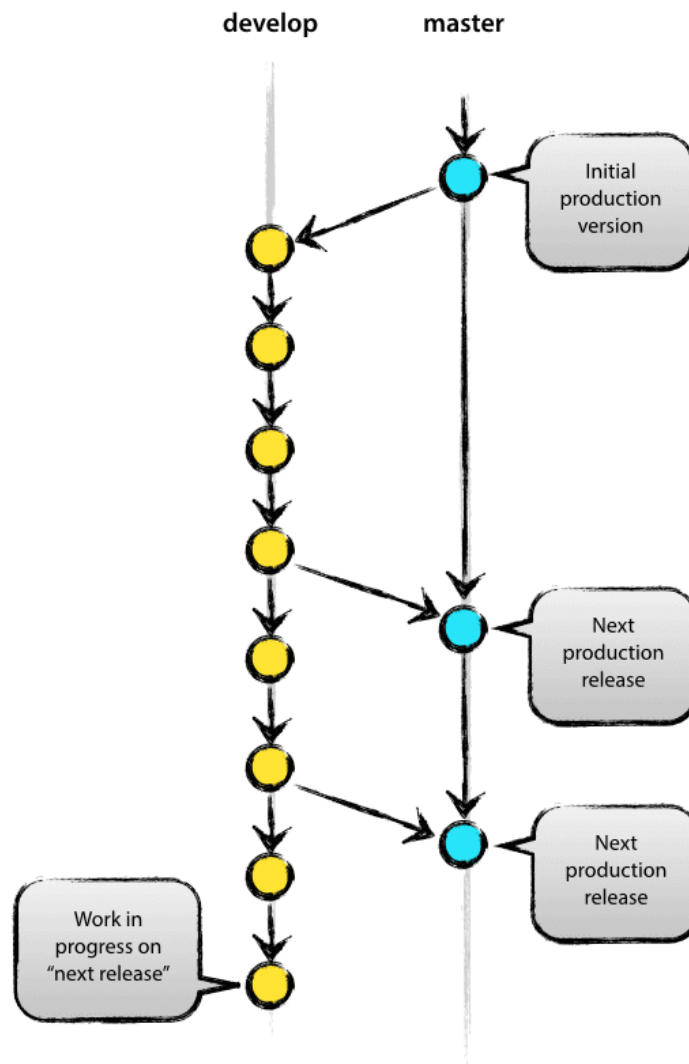 develop
master
Initial
production
version
Next
production
release
Next
production
release
Work in
progress on
“next release”